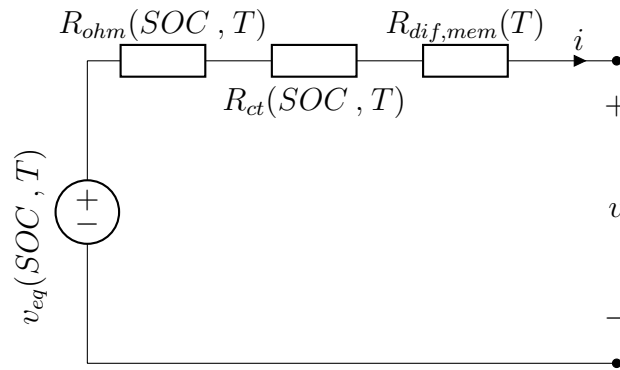 R_{ohm}(SOC , T)
R_{dif,mem}(T)
i
R_{ct}(SOC , T)
+
v_{eq}(SOC , T)
+
−
v
−